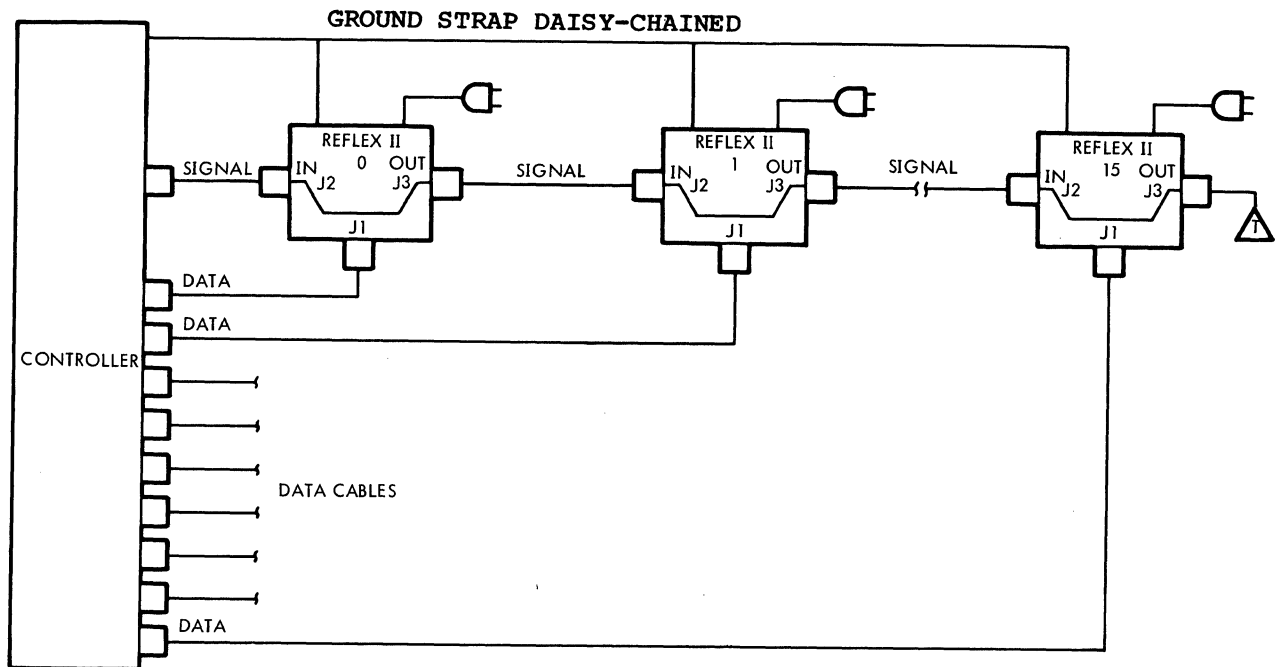 GROUND STRAP DAISY-CHAINED
REFLEX II
0
IN
OUT
J2
J3
J1
REFLEX II
1
IN
OUT
J2
J3
J1
REFLEX II
15
IN
OUT
J2
J3
J1
SIGNAL
SIGNAL
SIGNAL
T
DATA
DATA
CONTROLLER
DATA CABLES
DATA